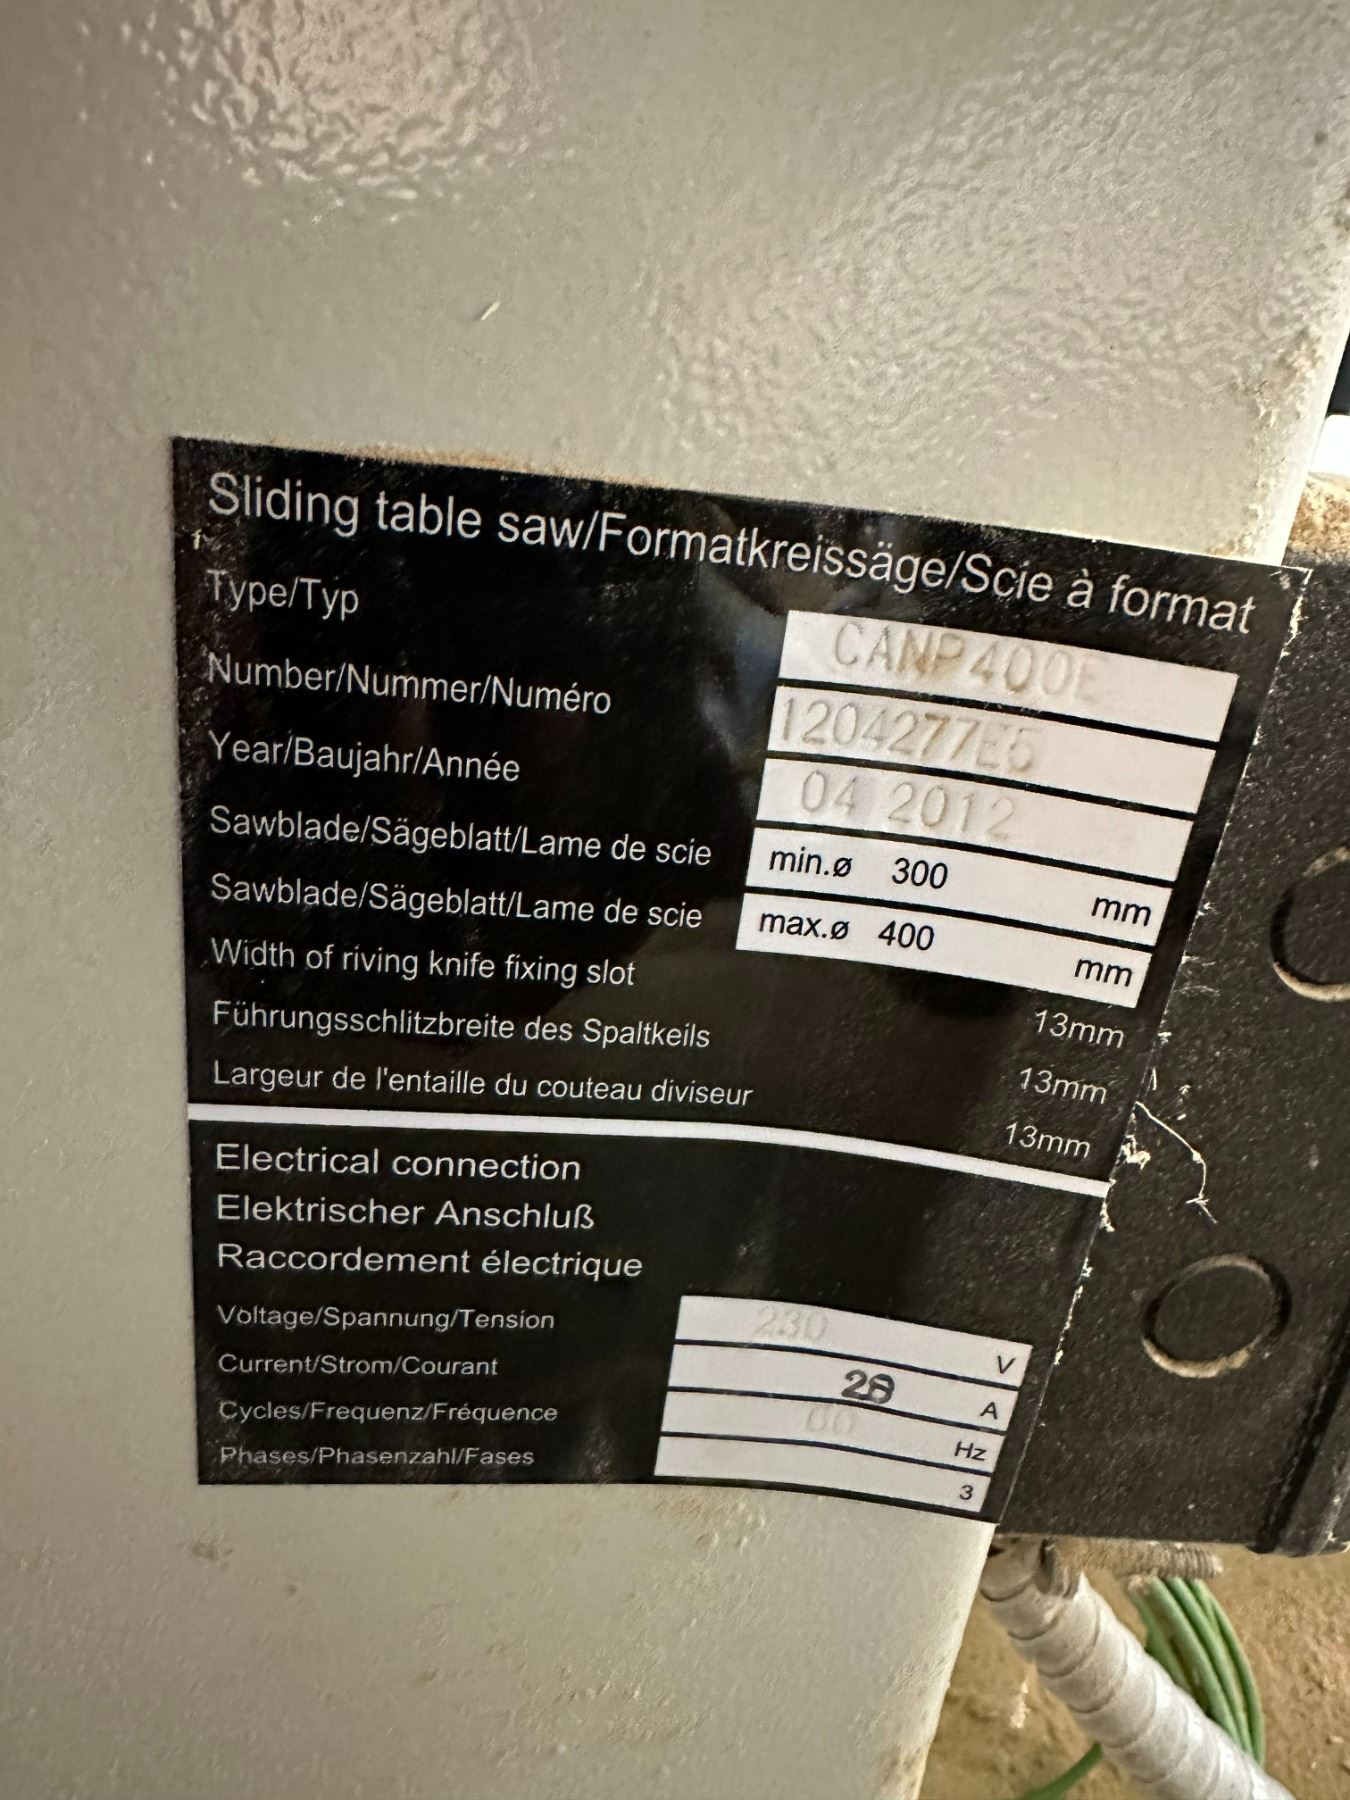 Sliding table saw/Formatkreissäge/Scie à format
Type/Typ CANP400E
Number/Nummer/Numéro 1204277E5
Year/Baujahr/Année 04 2012
Sawblade/Sägeblatt/Lame de scie min.ø 300 mm
Sawblade/Sägeblatt/Lame de scie max.ø 400 mm
Width of riving knife fixing slot 13mm
Führungsschlitzbreite des Spaltkeils 13mm
Largeur de l'entaille du couteau diviseur 13mm
Electrical connection
Elektrischer Anschluß
Raccordement électrique
Voltage/Spannung/Tension 230 V
Current/Strom/Courant A
Cycles/Frequenz/Fréquence Hz
Phases/Phasenzahl/Fases 3